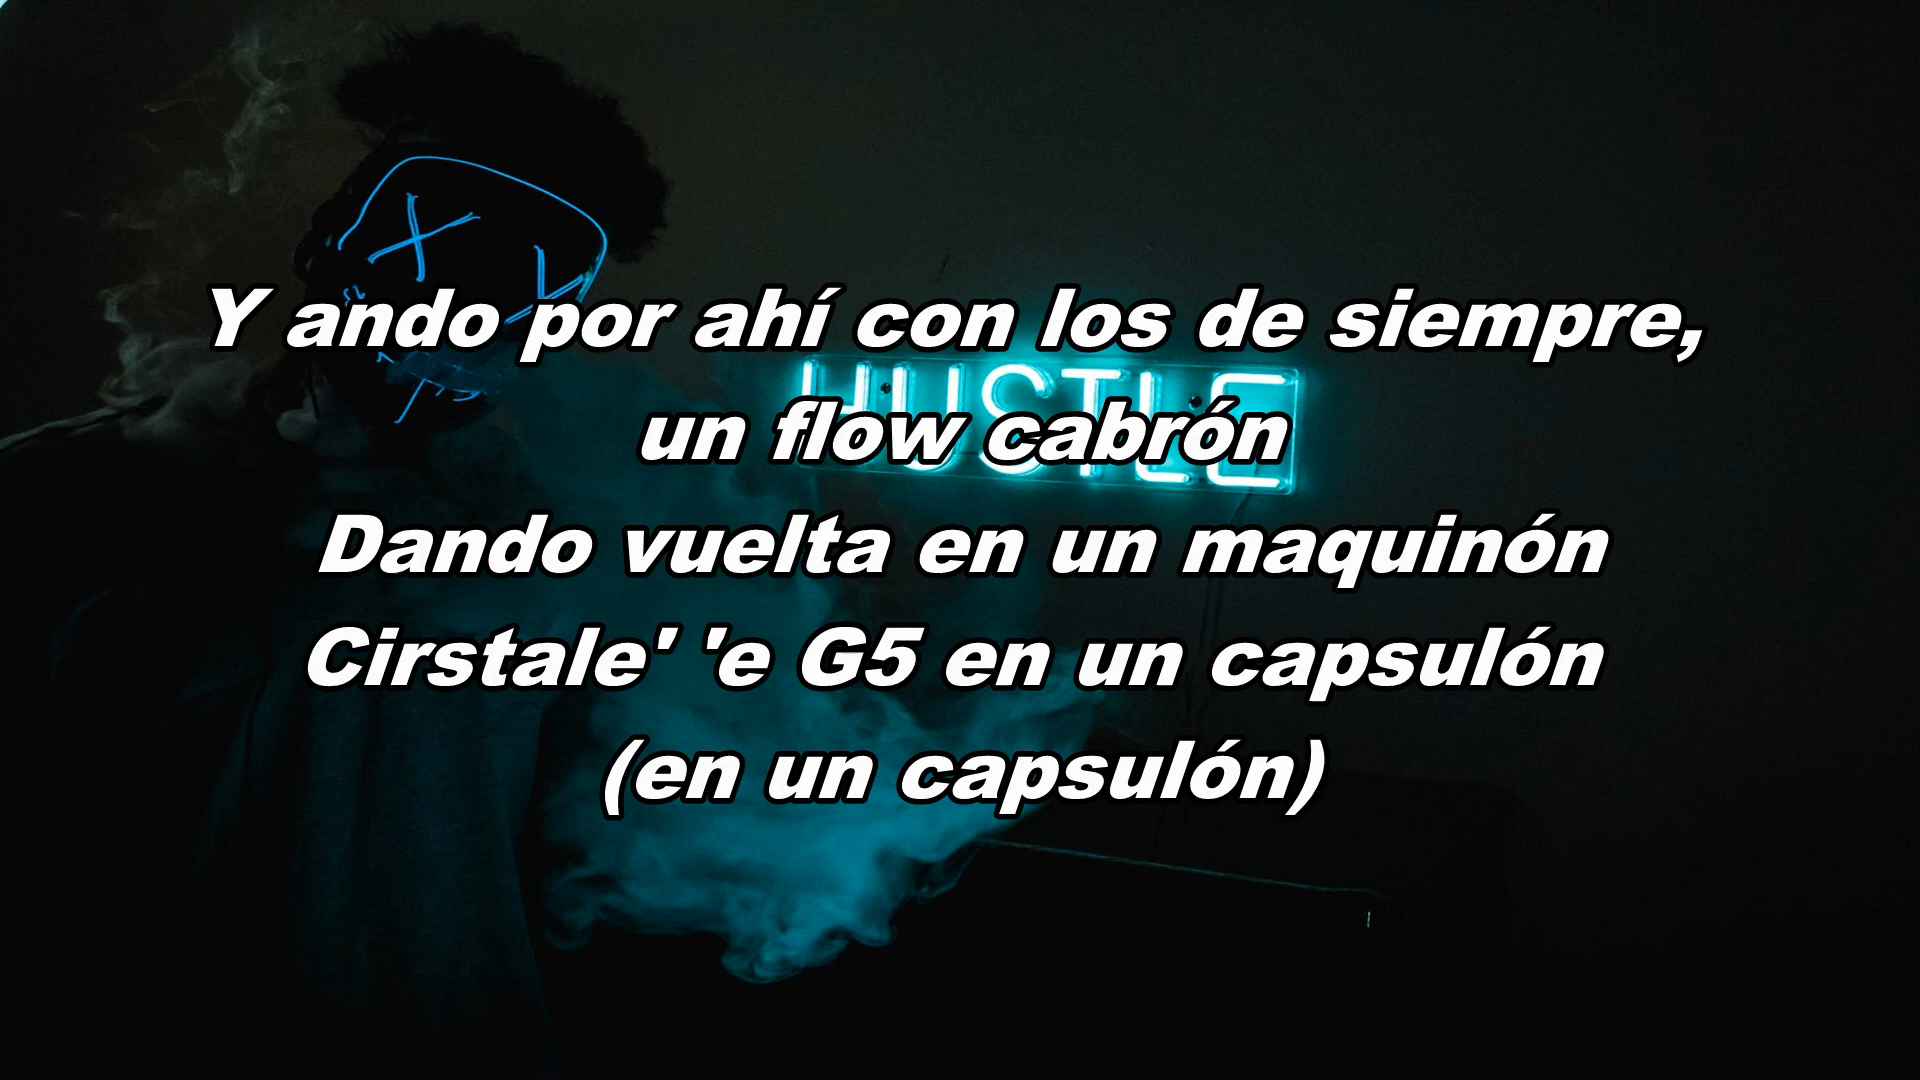 Y ando por ahí con los de siempre,
HUSTLE
un flow cabrón
Dando vuelta en un maquinón
Cirstale' 'e G5 en un capsulón
(en un capsulón)